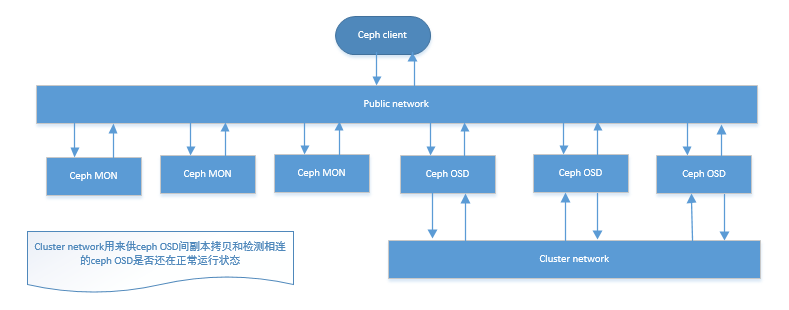 Ceph client
Public network
Ceph MON
Ceph MON
Ceph MON
Ceph OSD
Ceph OSD
Ceph OSD
Cluster network用来供ceph OSD间副本拷贝和检测相连
的ceph OSD是否还在正常运行状态
Cluster network